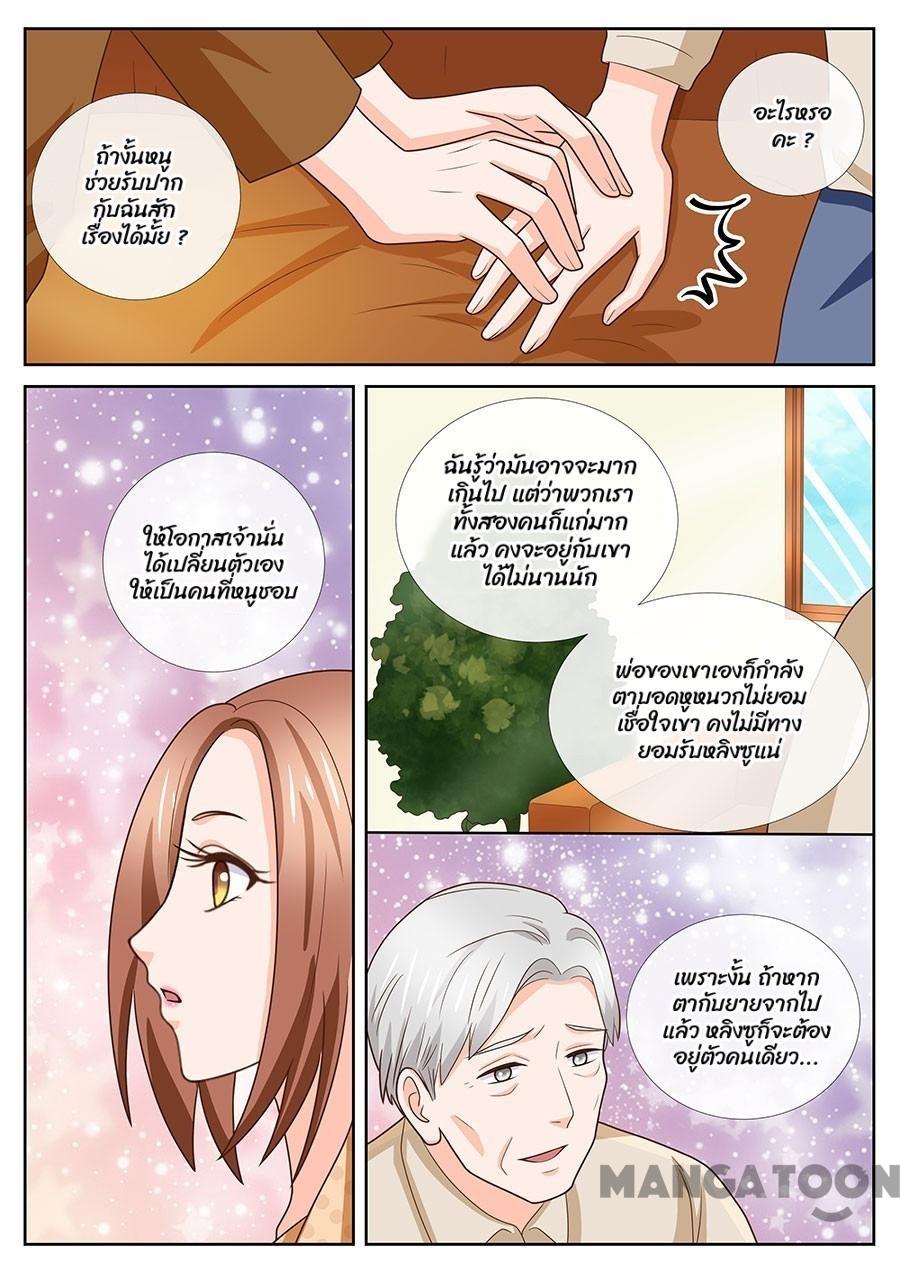 ถ้างั้นหนู
ช่วยรับปาก
กับฉันสัก
เรื่องได้มั้ย ?
อะไรหรอ
คะ ?
ให้โอกาสเจ้านั่น
ได้เปลี่ยนตัวเอง
ให้เป็นคนที่หนูชอบ
ฉันรู้ว่ามันอาจจะมาก
เกินไป แต่ว่าพวกเรา
ทั้งสองคนก็แก่มาก
แล้ว คงจะอยู่กับเขา
ได้ไม่นานนัก
พ่อของเขาเองก็กำลัง
ตาบอดหูหนวกไม่ยอม
เชื่อใจเขา คงไม่มีทาง
ยอมรับหลิงซูแน่
เพราะงั้น ถ้าหาก
ตากับยายจากไป
แล้ว หลิงซูก็จะต้อง
อยู่ตัวคนเดียว...
MANGATOON